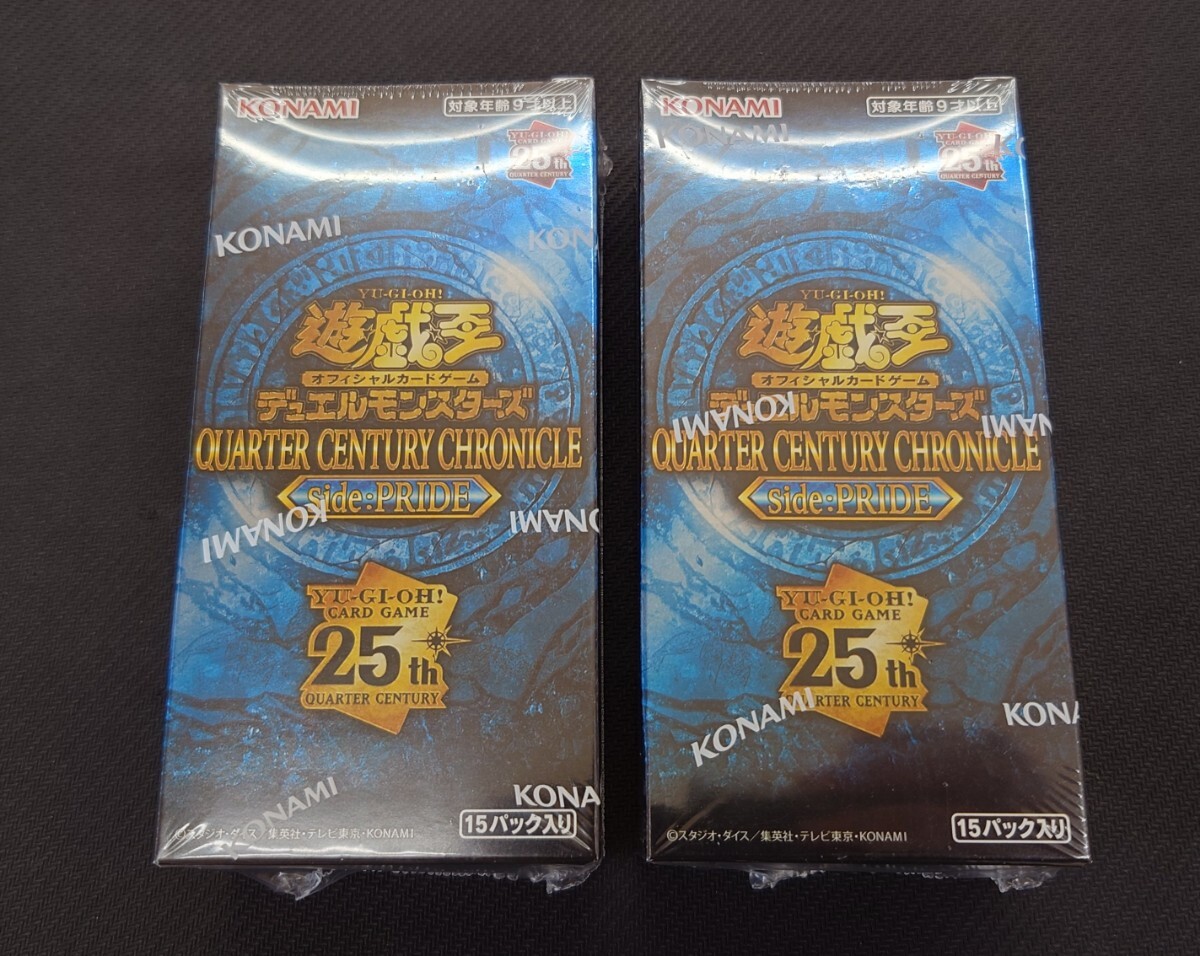 KONAMI
対象年齢9才以上
YU-GI-OH!
CARD GAME
25th
QUARTER CENTURY
KONAMI
KONAMI
YU-GI-OH!
遊戯王
オフィシャルカードゲーム
デュエルモンスターズ
QUARTER CENTURY CHRONICLE
side:PRIDE
KONAMI
KONAMI
YU-GI-OH!
CARD GAME
25th
QUARTER CENTURY
KONAMI
KONA
©スタジオ・ダイス／集英社・テレビ東京・KONAMI
15パック入り
KONAMI
対象年齢9才以上
KONAMI
YU-GI-OH!
CARD GAME
25th
QUARTER CENTURY
YU-GI-OH!
遊戯王
オフィシャルカードゲーム
デュエルモンスターズ
KONAMI
KONAM
QUARTER CENTURY CHRONICLE
side:PRIDE
YU-GI-OH!
CARD GAME
25th
QUARTER CENTURY
KONAMI
KONA
©スタジオ・ダイス／集英社・テレビ東京・KONAMI
15パック入り